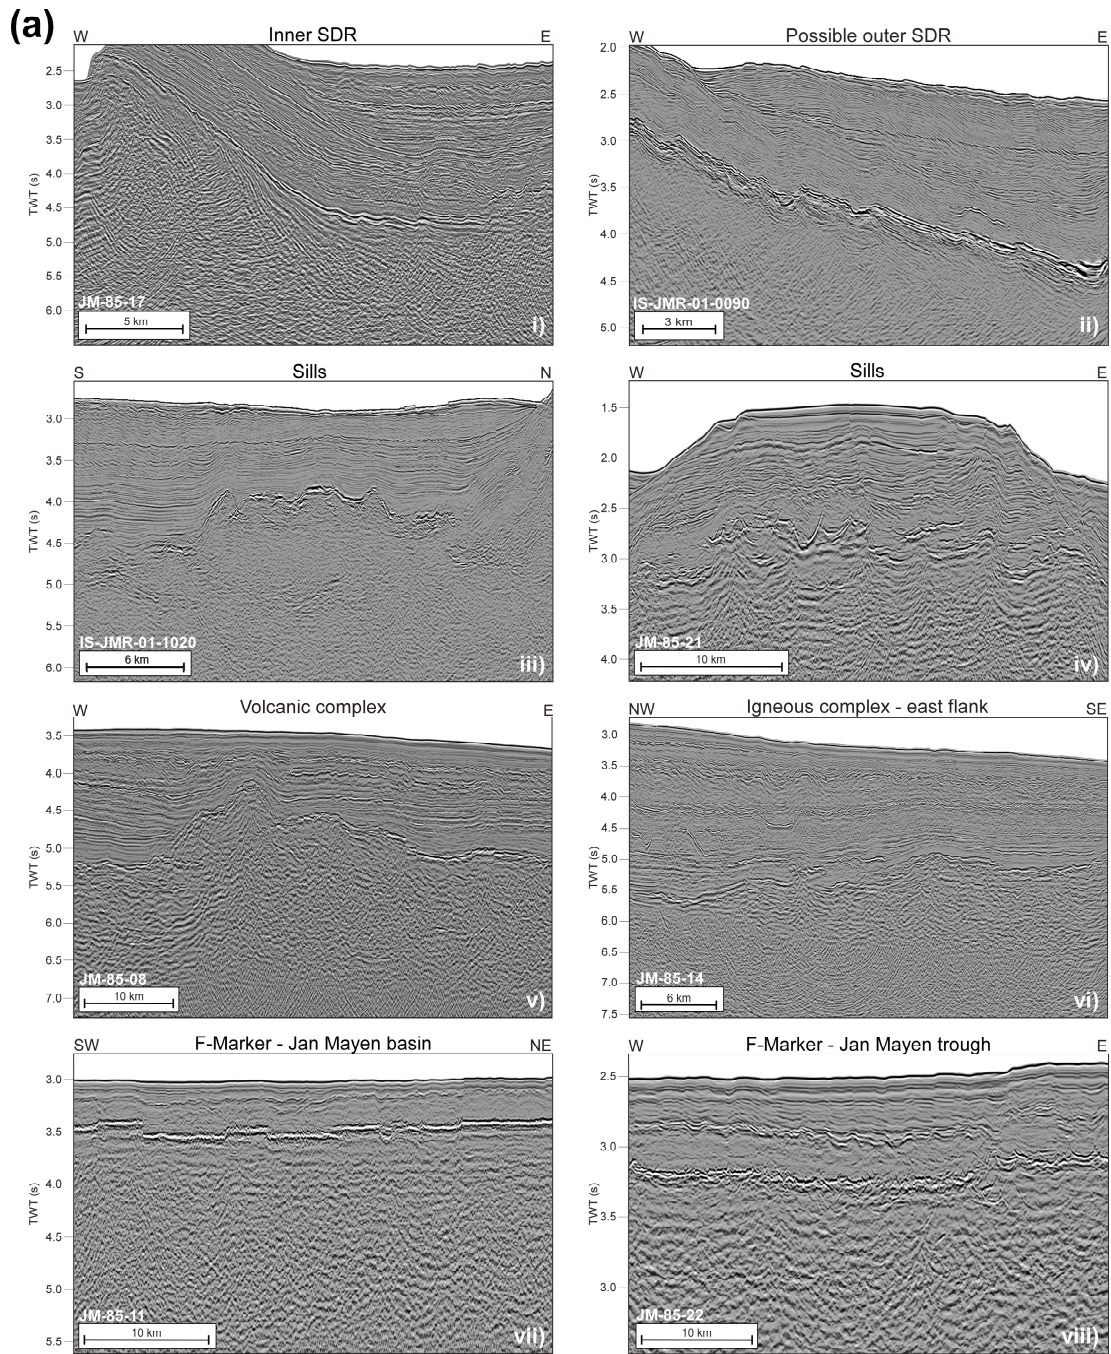 (a)
W Inner SDR E
2.5
3.0
3.5
4.0
4.5
5.0
5.5
6.0
TWT (s)
JM-85-17
5 km
i)
W Possible outer SDR E
2.0
2.5
3.0
3.5
4.0
4.5
5.0
TWT (s)
IS-JMR-01-0090
3 km
ii)
S Sills N
3.0
3.5
4.0
4.5
5.0
5.5
6.0
TWT (s)
IS-JMR-01-1020
6 km
iii)
W Sills E
1.5
2.0
2.5
3.0
3.5
4.0
TWT (s)
JM-85-21
10 km
iv)
W Volcanic complex E
3.5
4.0
4.5
5.0
5.5
6.0
6.5
7.0
TWT (s)
JM-85-08
10 km
v)
NW Igneous complex - east flank SE
3.0
3.5
4.0
4.5
5.0
5.5
6.0
6.5
7.0
7.5
TWT (s)
JM-85-14
6 km
vi)
SW F-Marker - Jan Mayen basin NE
3.0
3.5
4.0
4.5
5.0
5.5
TWT (s)
JM-85-11
10 km
vii)
W F-Marker - Jan Mayen trough E
2.5
3.0
3.5
3.0
TWT (s)
JM-85-22
10 km
viii)